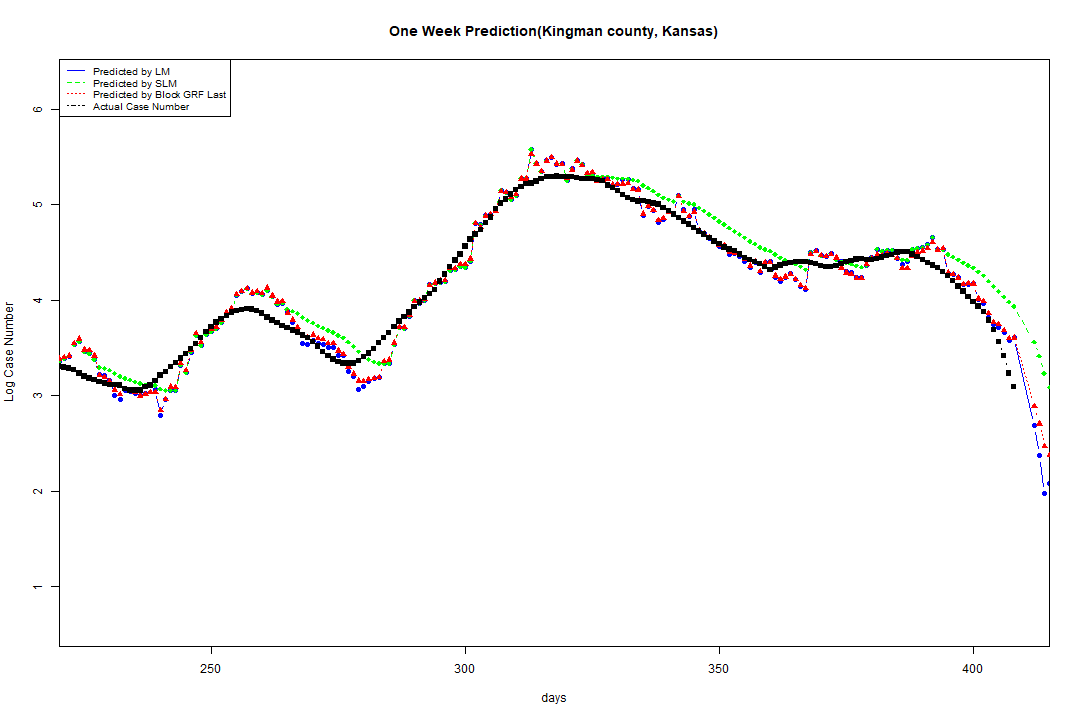 One Week Prediction(Kingman county, Kansas)
Predicted by LM
Predicted by SLM
Predicted by Block GRF Last
Actual Case Number
Log Case Number
6
5
4
3
2
1
250 300 350 400
days